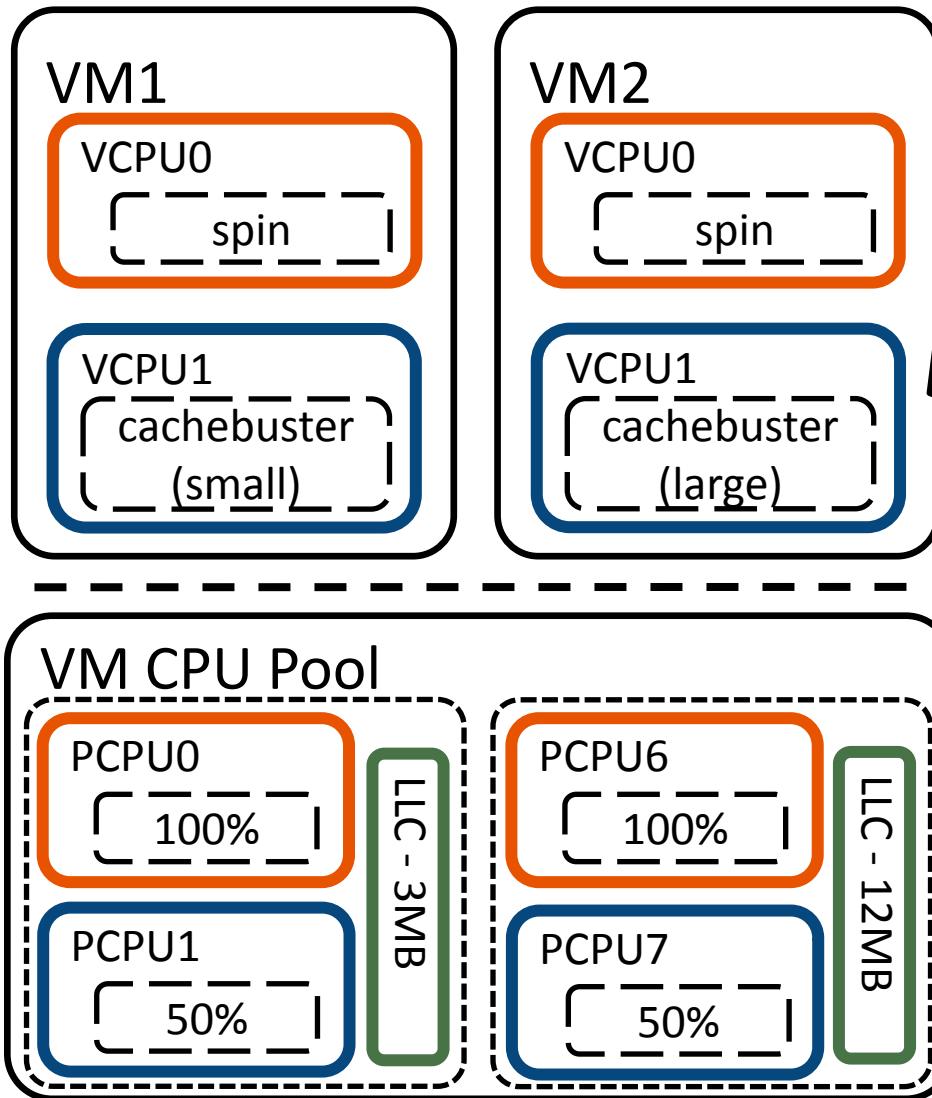 VM1
VCPU0
spin
VCPU1
cachebuster
(small)
VM2
VCPU0
spin
VCPU1
cachebuster
(large)
VM CPU Pool
PCPU0
100%
PCPU1
50%
LLC - 3MB
PCPU6
100%
PCPU7
50%
LLC - 12MB